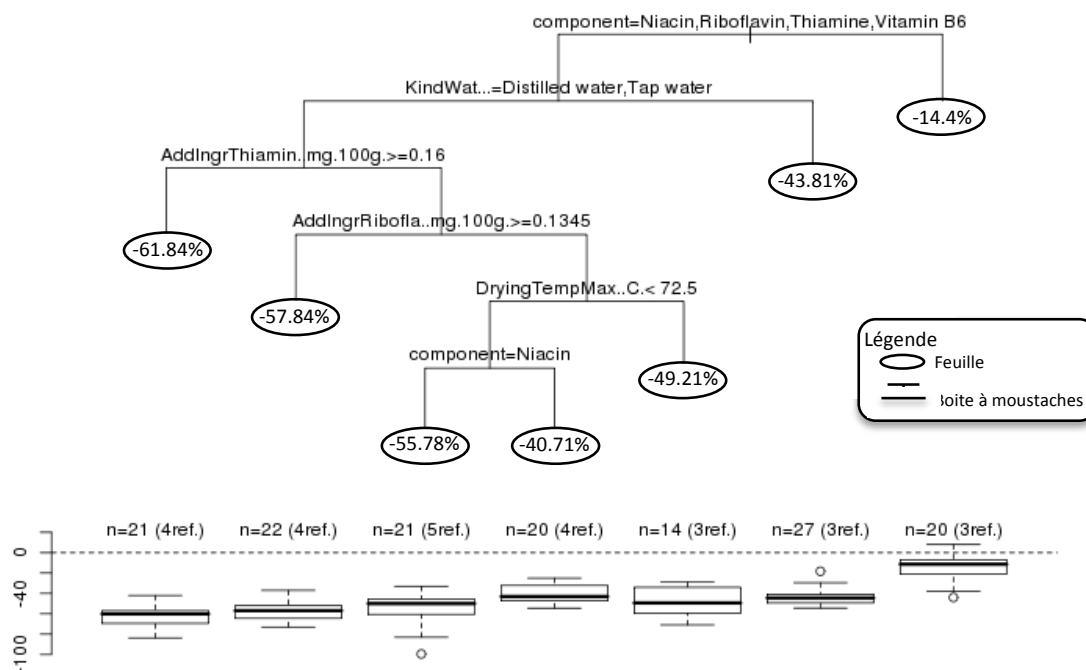 component=Niacin,Riboflavin,Thiamine,Vitamin B6
KindWat...=Distilled water,Tap water
-14.4%
AddIngrThiamin..mg.100g.>=0.16
-43.81%
AddIngrRibofla..mg.100g.>=0.1345
-61.84%
DryingTempMax..C.< 72.5
-57.84%
Légende
Feuille
Boite à moustaches
component=Niacin
-49.21%
-55.78%
-40.71%
n=21 (4ref.) n=22 (4ref.) n=21 (5ref.) n=20 (4ref.) n=14 (3ref.) n=27 (3ref.) n=20 (3ref.)
0
-40
-100